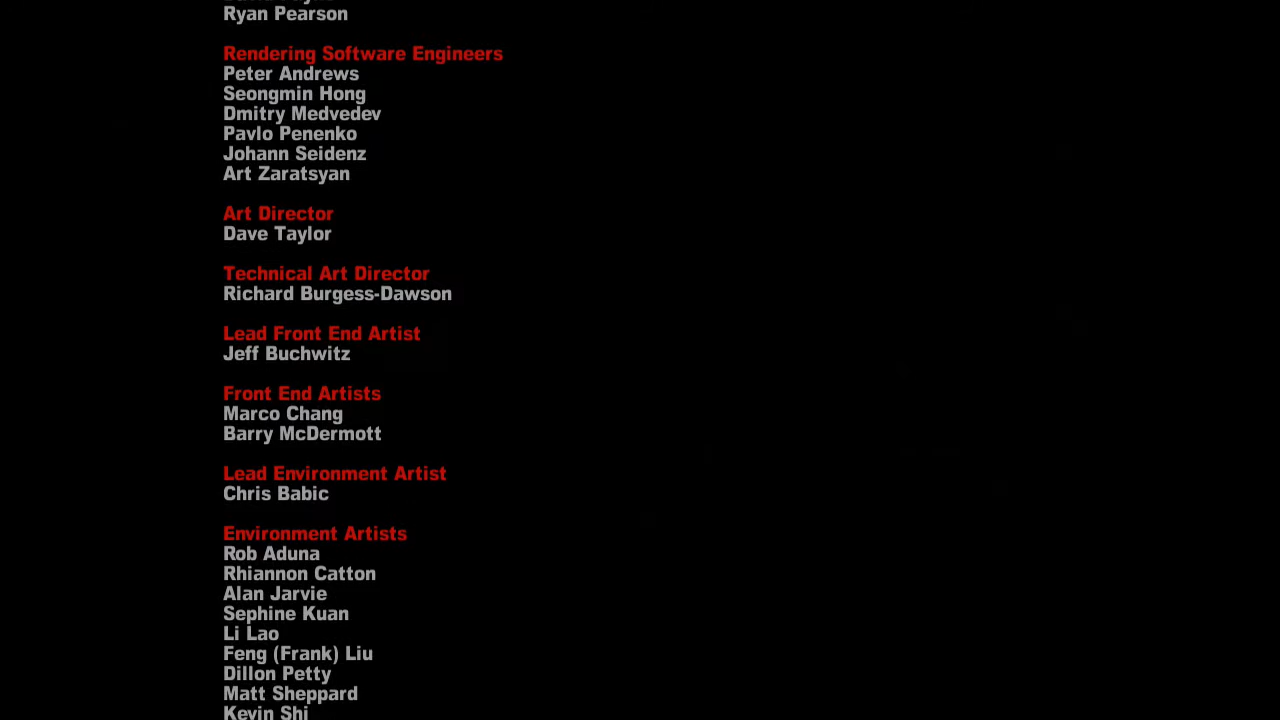 Ryan Pearson
Rendering Software Engineers
Peter Andrews
Seongmin Hong
Dmitry Medvedev
Pavlo Penenko
Johann Seidenz
Art Zaratsyan
Art Director
Dave Taylor
Technical Art Director
Richard Burgess-Dawson
Lead Front End Artist
Jeff Buchwitz
Front End Artists
Marco Chang
Barry McDermott
Lead Environment Artist
Chris Babic
Environment Artists
Rob Aduna
Rhiannon Catton
Alan Jarvie
Sephine Kuan
Li Lao
Feng (Frank) Liu
Dillon Petty
Matt Sheppard
Kevin Shi